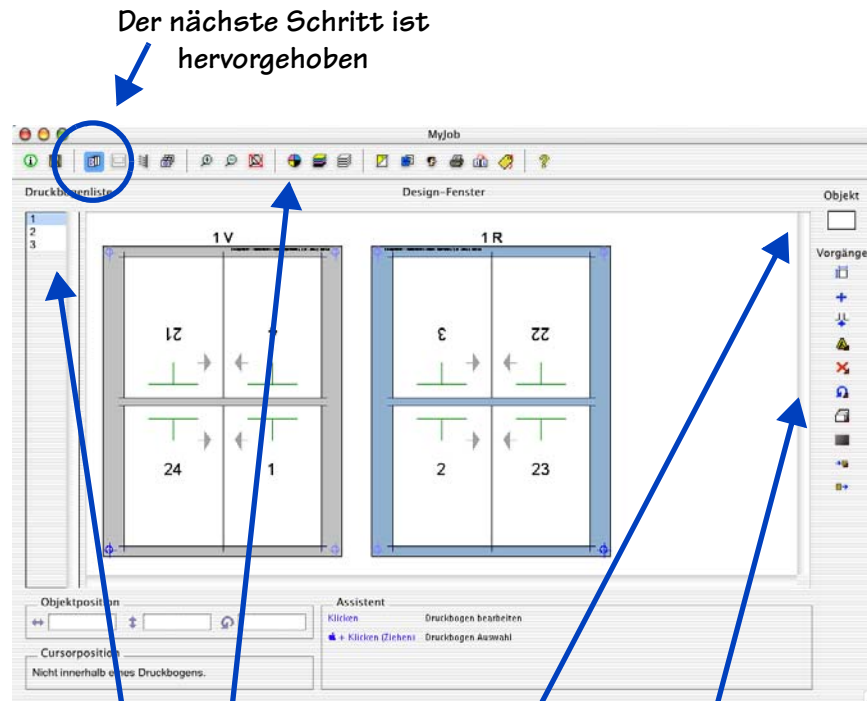 Der nächste Schritt ist
hervorgehoben
MyJob
Druckbogenliste
Design-Fenster
Objekt
1
2
3
1 V
1 R
Vorgänge
21
3
22
24
1
2
23
Objektposition
Assistent
Klicken Druckbogen bearbeiten
+ Klicken (Ziehen) Druckbogen Auswahl
Cursorposition
Nicht innerhalb eines Druckbogens.